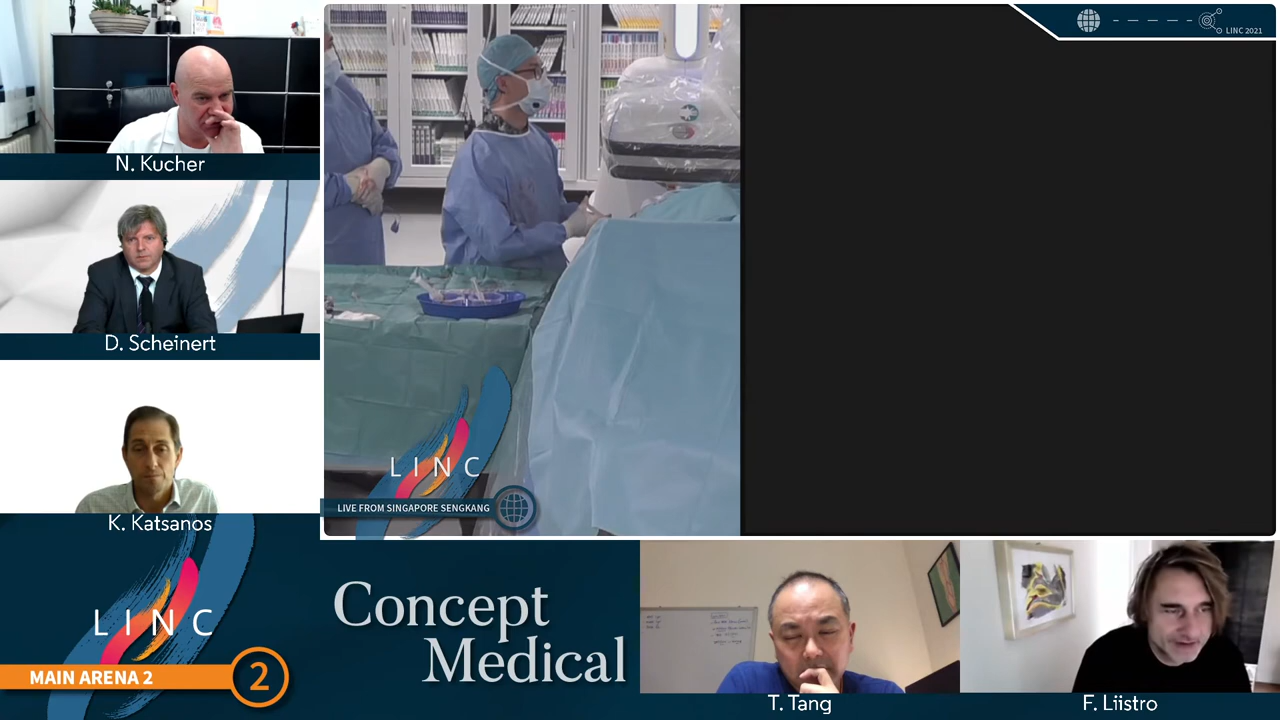 N. Kucher
D. Scheinert
K. Katsanos
LINC 2021
LINC
LIVE FROM SINGAPORE SENGKANG
LINC
MAIN ARENA 2
2
Concept
Medical
T. Tang
F. Liistro